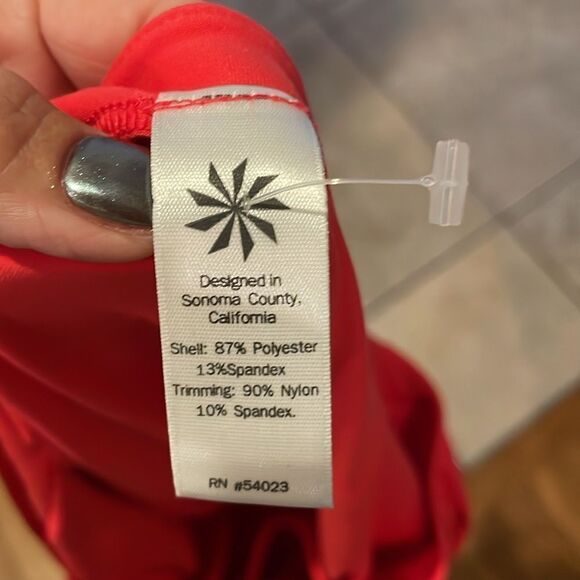 Designed in
Sonoma County,
California
Shell: 87% Polyester
13%Spandex
Trimming: 90% Nylon
10% Spandex.
RN #54023